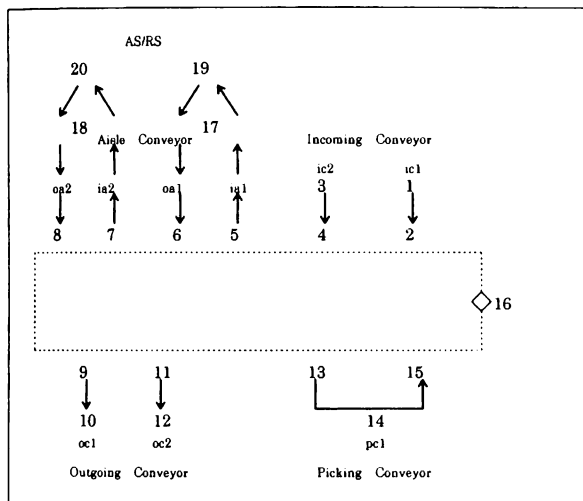 AS/RS
20 19
18 17
Aisle Conveyor Incoming Conveyor
ic2 ic1
oa2 ia2 oa1 ia1 3 1
8 7 6 5 4 2
16
9 11 13 15
10 12 14
oc1 oc2 pc1
Outgoing Conveyor Picking Conveyor